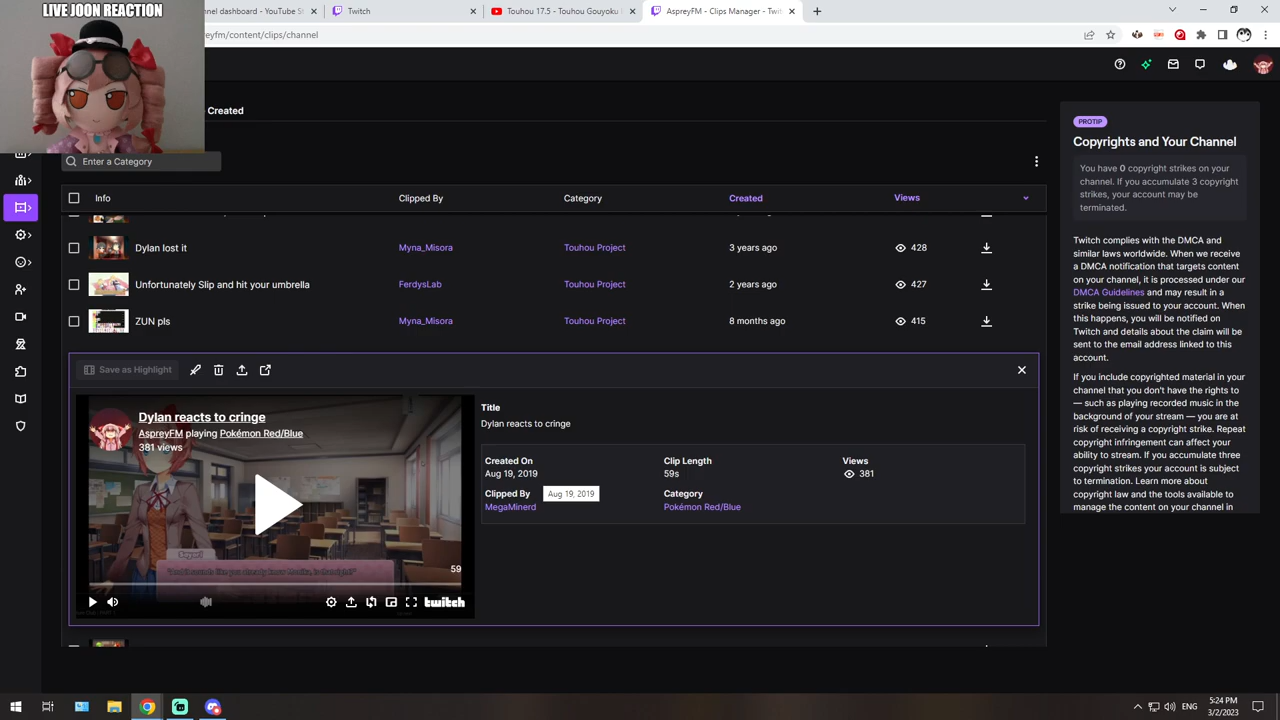 LIVE JOON REACTION
nnel dashboard - YouTube St
Twitch
Touhou 17.5 - Touhou Gouyoku I
AspreyFM - Clips Manager - Twit
eyfm/content/clips/channel
Created
Enter a Category
Info
Clipped By
Category
Created
Views
Dylan lost it
Myna_Misora
Touhou Project
3 years ago
428
Unfortunately Slip and hit your umbrella
FerdysLab
Touhou Project
2 years ago
427
ZUN pls
Myna_Misora
Touhou Project
8 months ago
415
Save as Highlight
Dylan reacts to cringe
AspreyFM playing Pokémon Red/Blue
381 views
Sayori
"And it sounds like you already know Monika, is that right?"
59
twitch
Title
Dylan reacts to cringe
Created On
Aug 19, 2019
Clip Length
59s
Views
381
Clipped By
MegaMinerd
Aug 19, 2019
Category
Pokémon Red/Blue
PROTIP
Copyrights and Your Channel
You have 0 copyright strikes on
your channel. If you accumulate 3 copyright
strikes, your account may be
terminated.
Twitch complies with the DMCA and
similar laws worldwide. When we receive
a DMCA notification that targets content
on your channel, it is processed under our
DMCA Guidelines and may result in a
strike being issued to your account. When
this happens, you will be notified on
Twitch and details about the claim will be
sent to the email address linked to this
account.
If you include copyrighted material in your
channel that you don't have the rights to
— such as playing recorded music in the
background of your stream — you are at
risk of receiving a copyright strike. Repeat
copyright infringement can affect your
ability to stream. If you accumulate three
copyright strikes your account is subject
to termination. Learn more about
copyright law and the tools available to
manage the content on your channel in
ENG
5:24 PM
3/2/2023